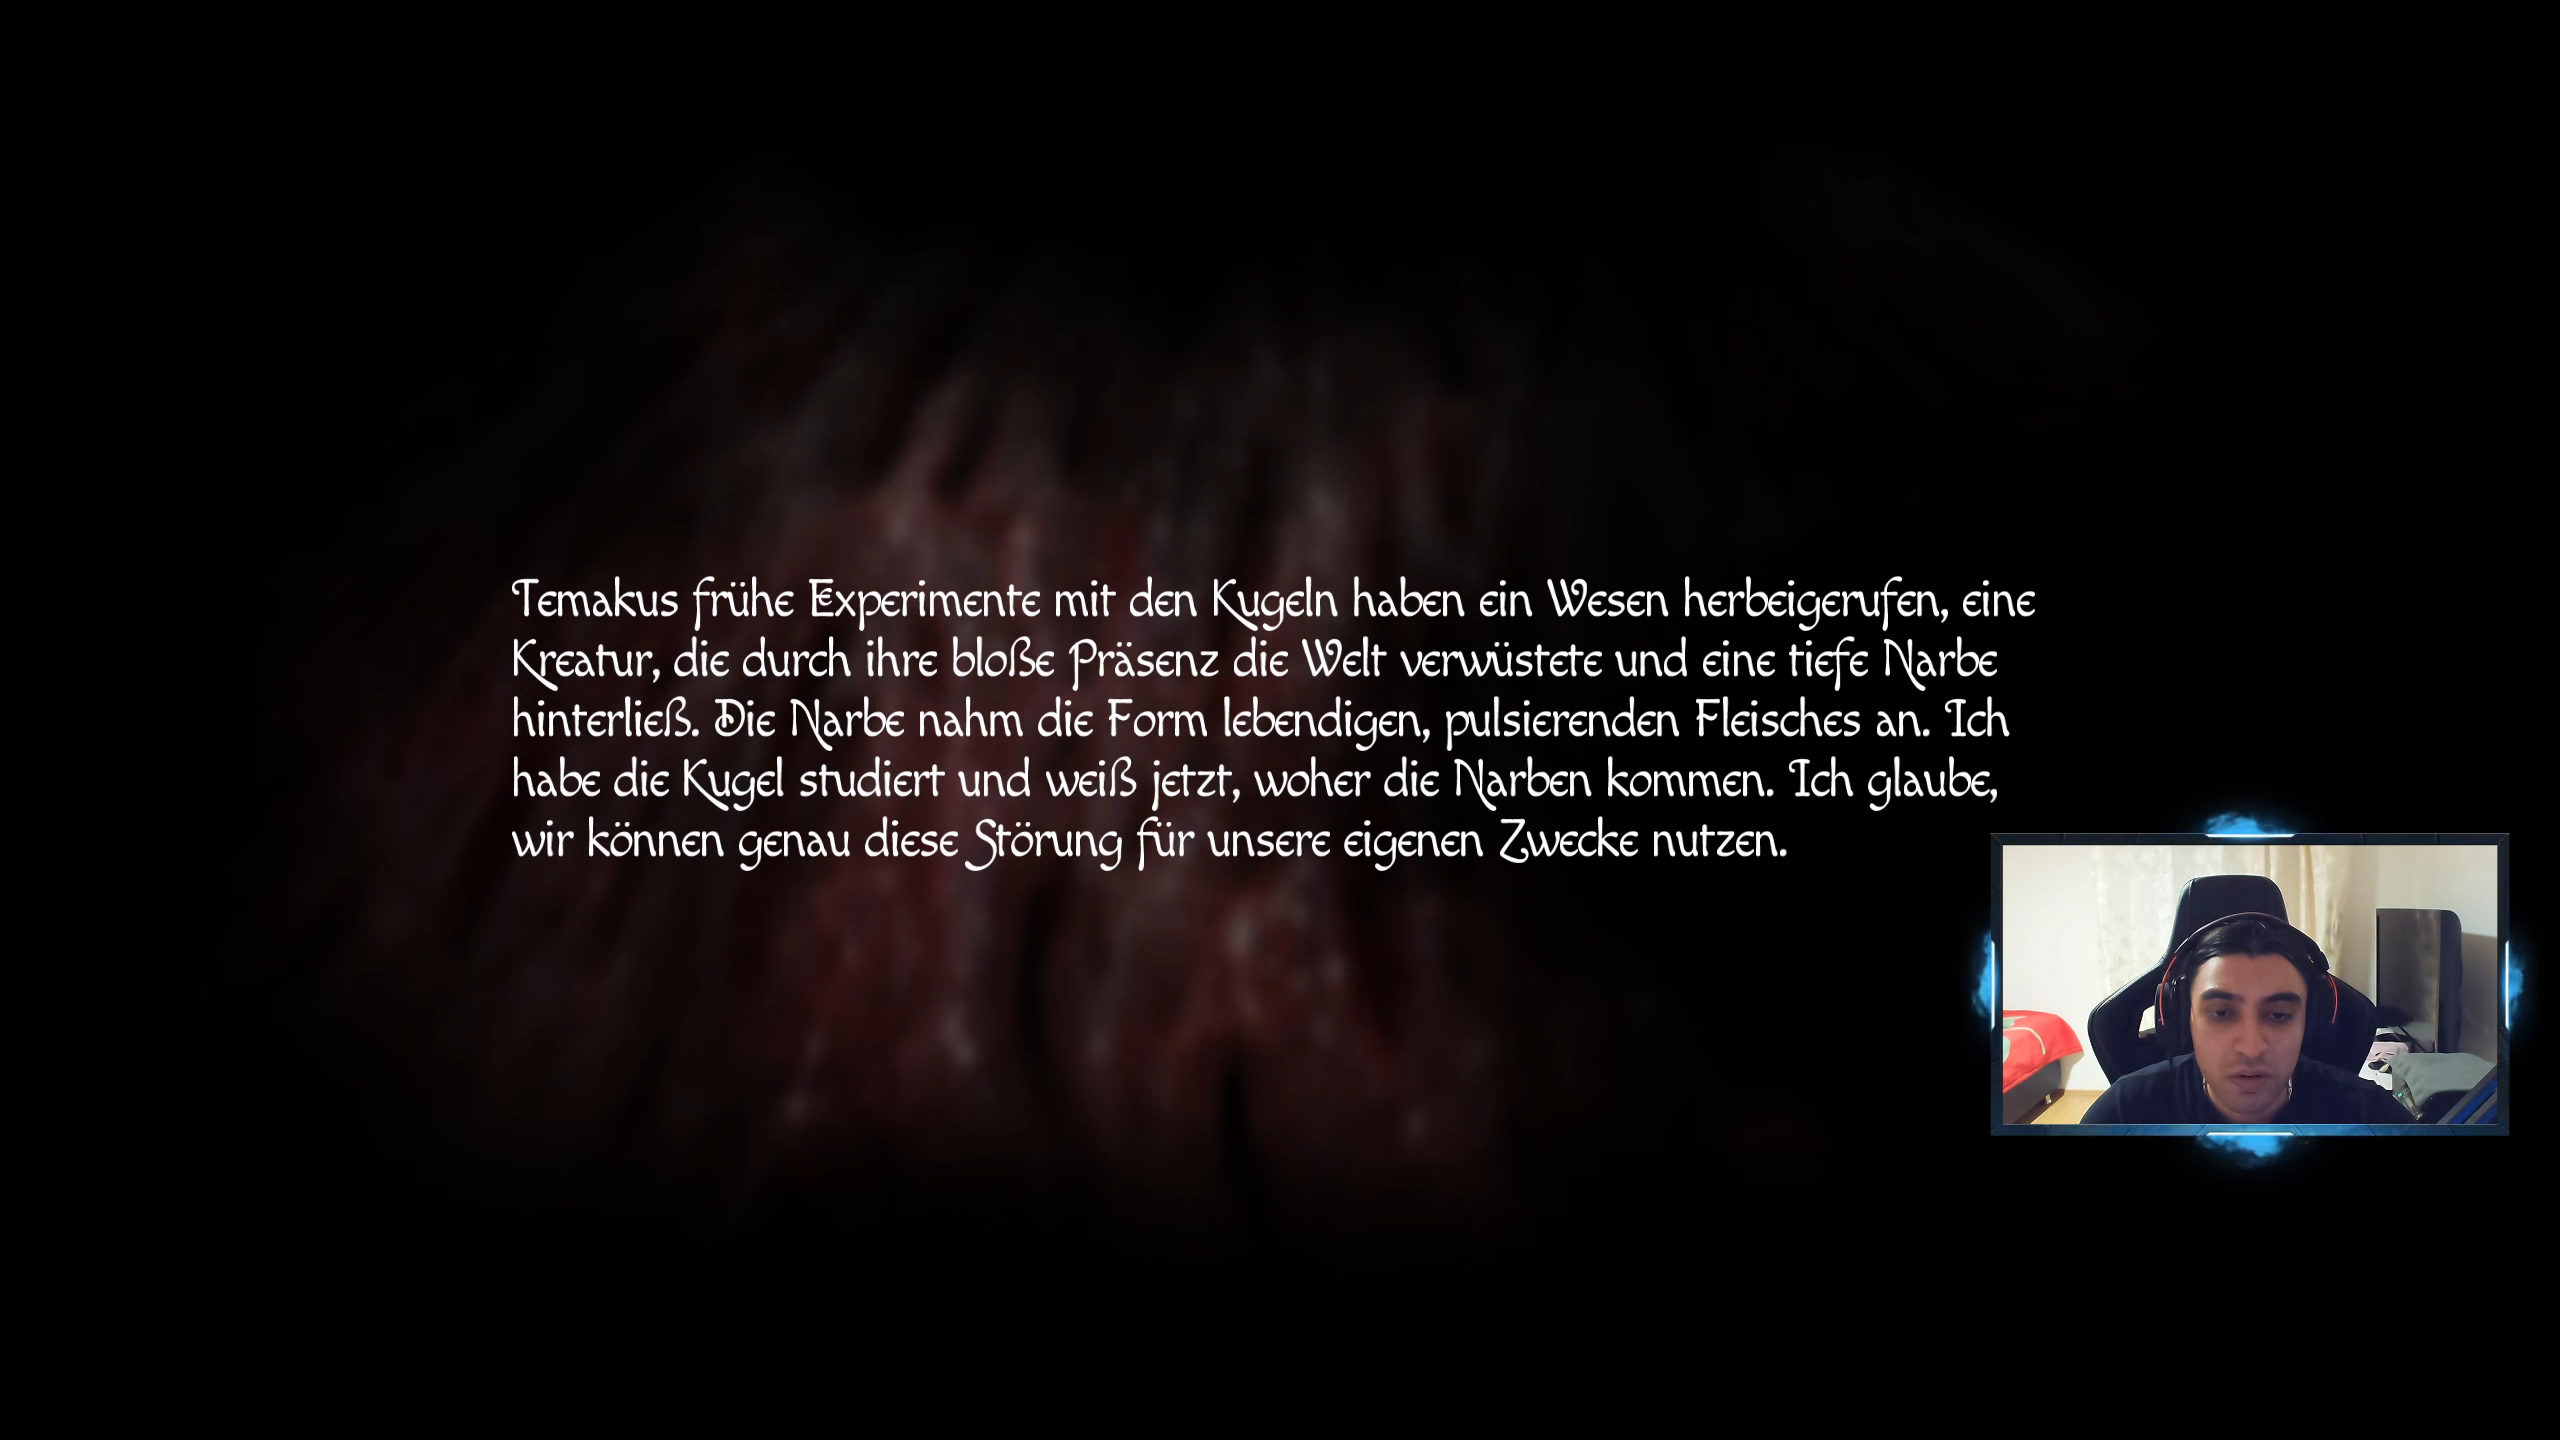 Temakus frühe Experimente mit den Kugeln haben ein Wesen herbeigerufen, eine
Kreatur, die durch ihre bloße Präsenz die Welt verwüstete und eine tiefe Narbe
hinterließ. Die Narbe nahm die Form lebendigen, pulsierenden Fleisches an. Ich
habe die Kugel studiert und weiß jetzt, woher die Narben kommen. Ich glaube,
wir können genau diese Störung für unsere eigenen Zwecke nutzen.